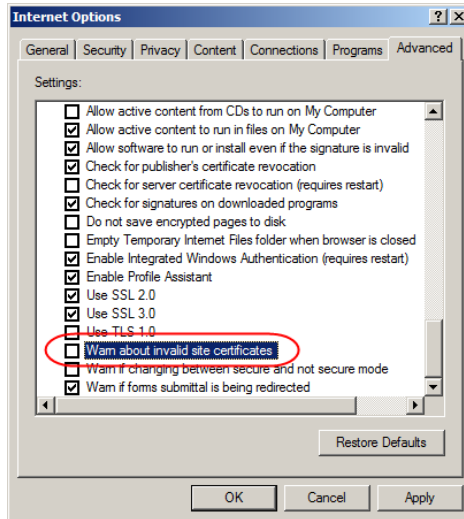 Internet Options
General Security Privacy Content Connections Programs Advanced
Settings:
Allow active content from CDs to run on My Computer
Allow active content to run in files on My Computer
Allow software to run or install even if the signature is invalid
Check for publisher's certificate revocation
Check for server certificate revocation (requires restart)
Check for signatures on downloaded programs
Do not save encrypted pages to disk
Empty Temporary Internet Files folder when browser is closed
Enable Integrated Windows Authentication (requires restart)
Enable Profile Assistant
Use SSL 2.0
Use SSL 3.0
Use TLS 1.0
Warn about invalid site certificates
Warn if changing between secure and not secure mode
Warn if forms submittal is being redirected
Restore Defaults
OK Cancel Apply